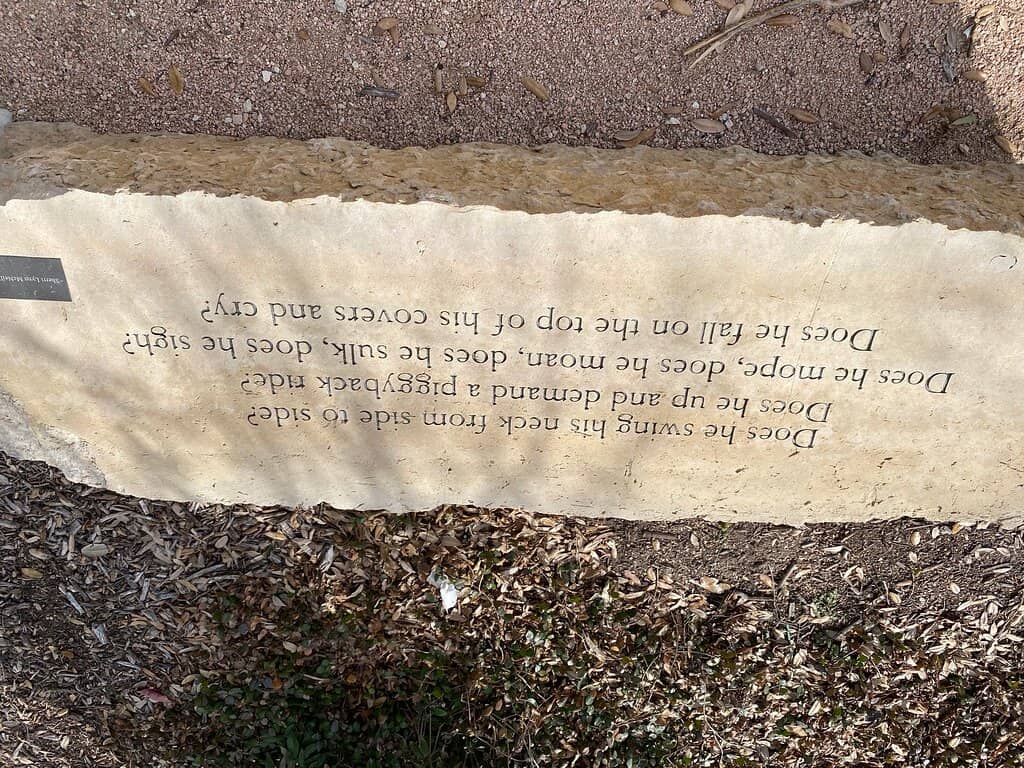 Does he swing his neck from side to side?
Does he up and demand a piggyback ride?
Does he mope, does he moan, does he sulk, does he sigh?
Does he fall on the top of his covers and cry?
-Sherri Lynn